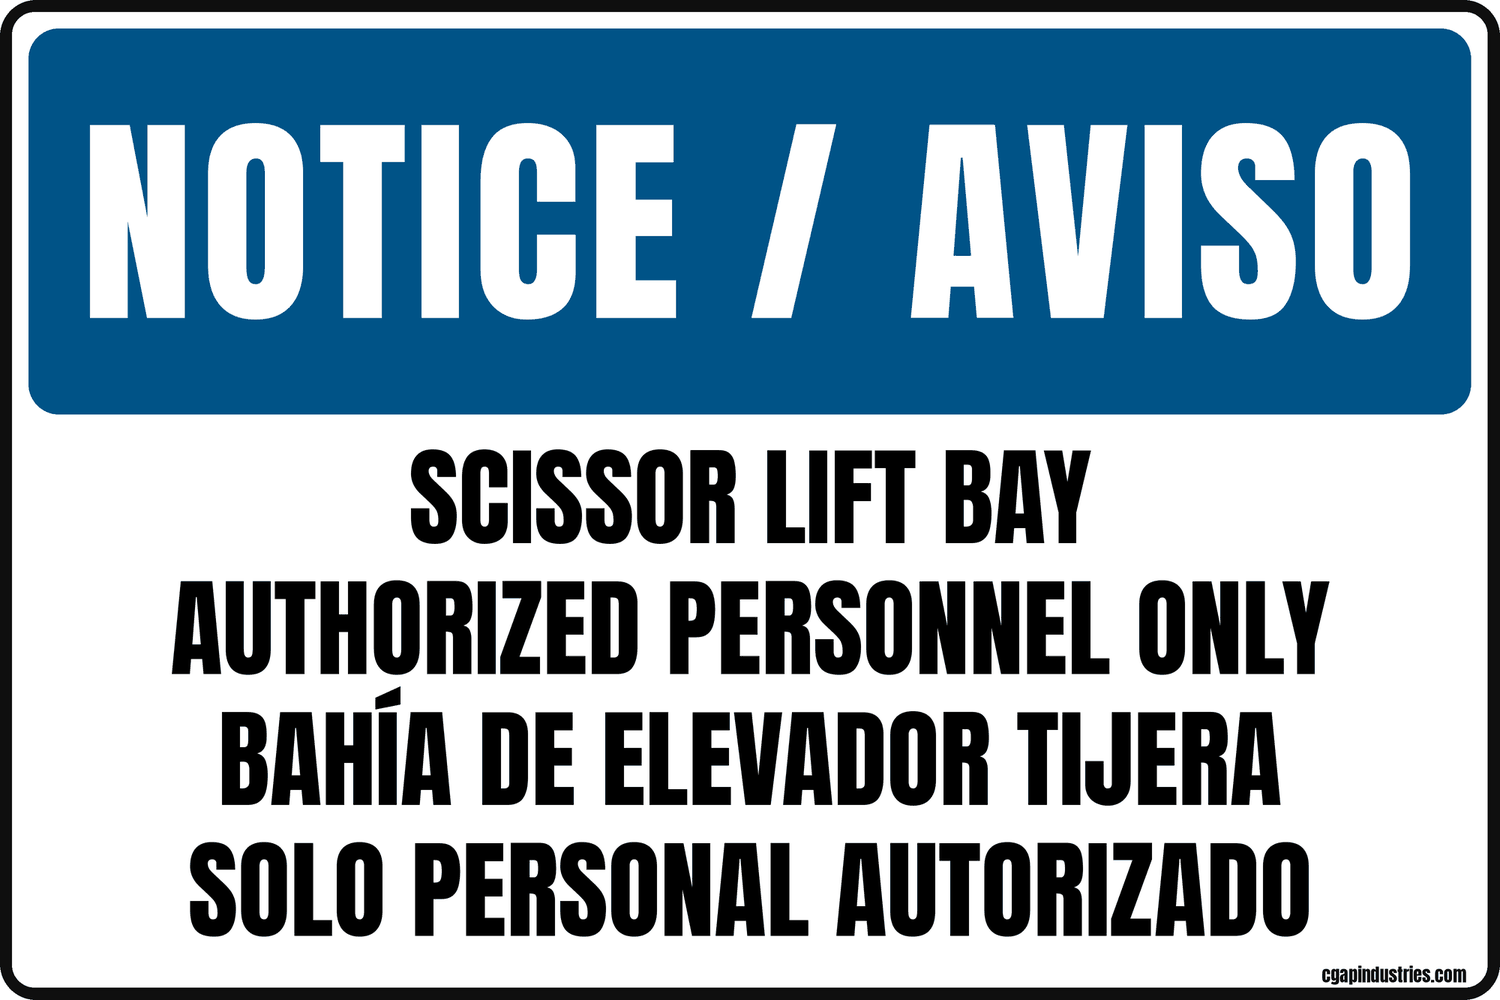 NOTICE / AVISO
SCISSOR LIFT BAY
AUTHORIZED PERSONNEL ONLY
BAHÍA DE ELEVADOR TIJERA
SOLO PERSONAL AUTORIZADO
cgapindustries.com